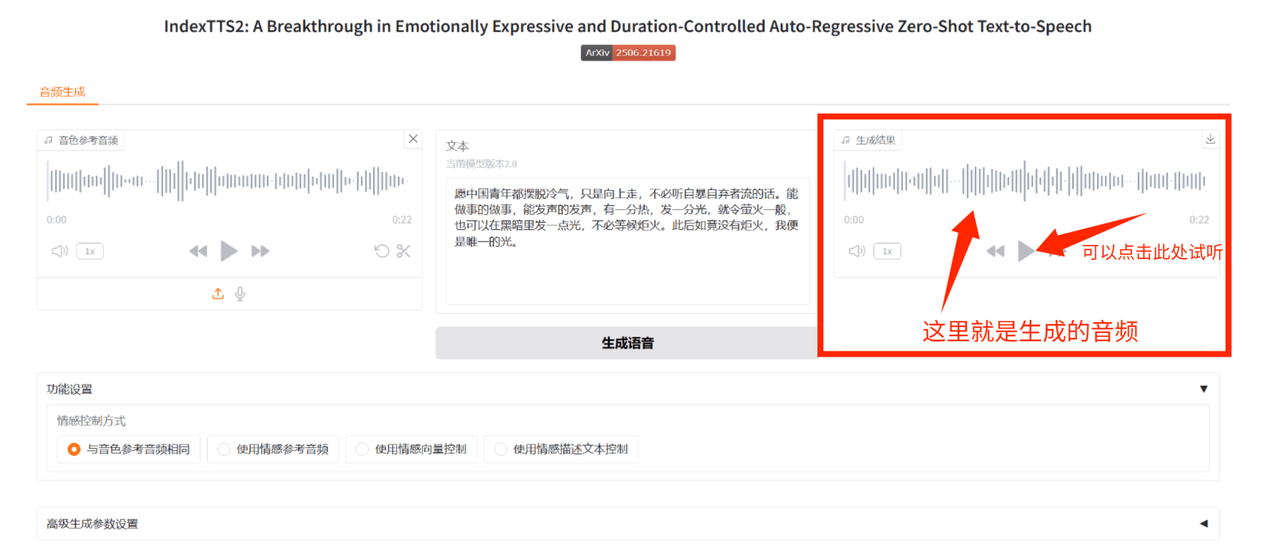 IndexTTS2: A Breakthrough in Emotionally Expressive and Duration-Controlled Auto-Regressive Zero-Shot Text-to-Speech
ArXiv 2506.21619
音频生成
音色参考音频
0:00
0:22
1x
文本
当前模型版本2.0
愿中国青年都摆脱冷气，只是向上走，不必听自暴自弃者流的话。能
做事的做事，能发声的发声，有一分热，发一分光，就令萤火一般，
也可以在黑暗里发一点光，不必等候炬火。此后如竟没有炬火，我便
是唯一的光。
生成语音
生成结果
0:00
0:22
1x
可以点击此处试听
这里就是生成的音频
功能设置
情感控制方式
与音色参考音频相同
使用情感参考音频
使用情感向量控制
使用情感描述文本控制
高级生成参数设置